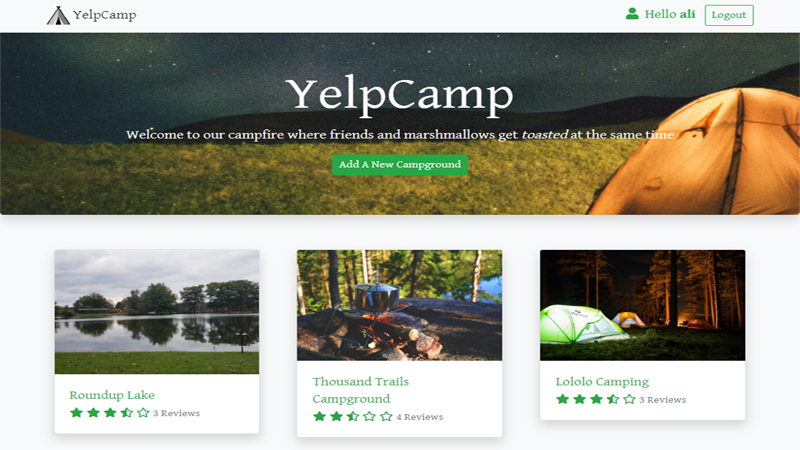 YelpCamp
Hello ali
Logout
YelpCamp
Welcome to our campfire where friends and marshmallows get toasted at the same time
Add A New Campground
Roundup Lake
3 Reviews
Thousand Trails
Campground
4 Reviews
Lololo Camping
3 Reviews